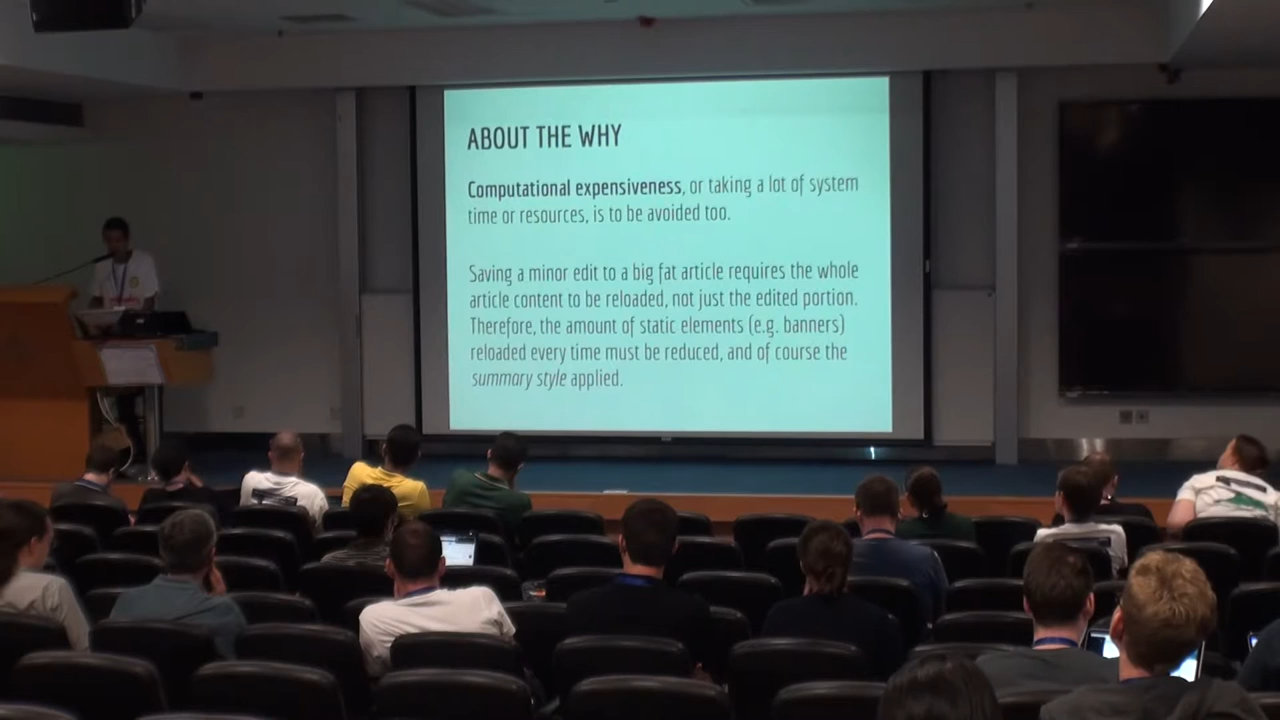 ABOUT THE WHY
Computational expensiveness, or taking a lot of system
time or resources, is to be avoided too.
Saving a minor edit to a big fat article requires the whole
article content to be reloaded, not just the edited portion.
Therefore, the amount of static elements (e.g. banners)
reloaded every time must be reduced, and of course the
summary style applied.